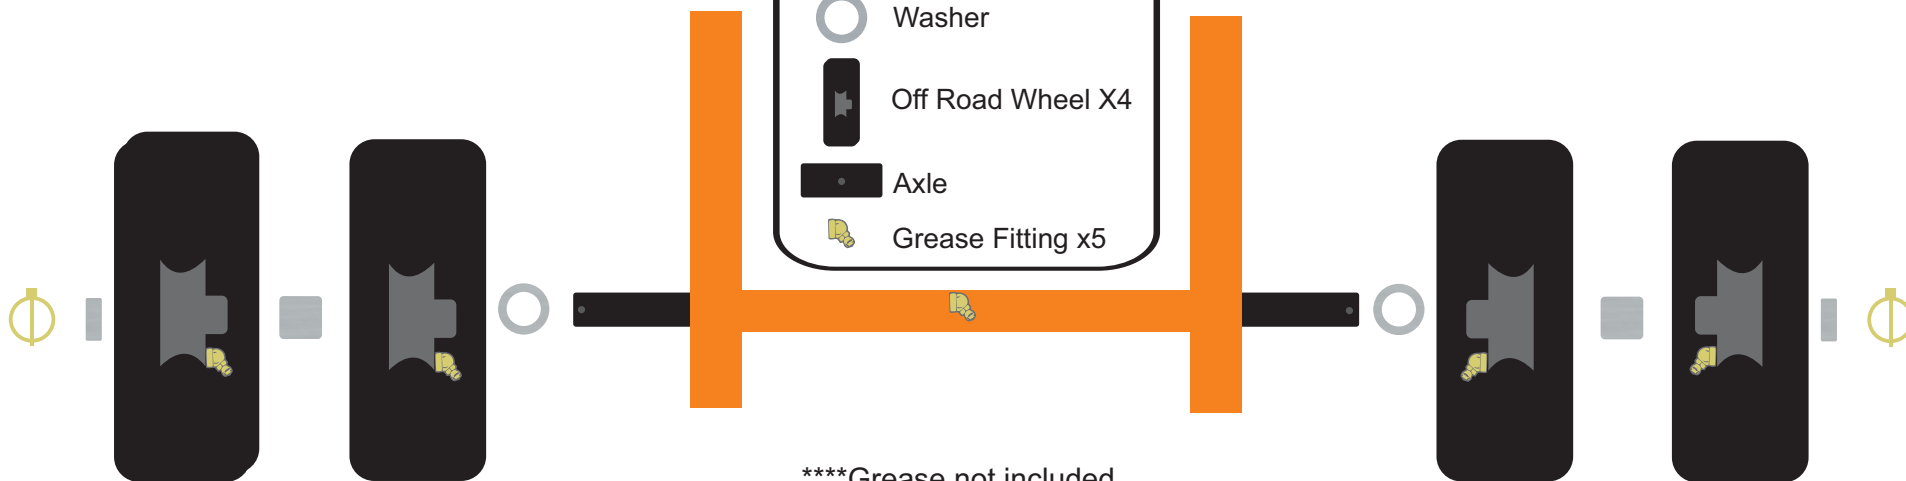 Washer
Off Road Wheel X4
Axle
Grease Fitting x5
****Grease not included